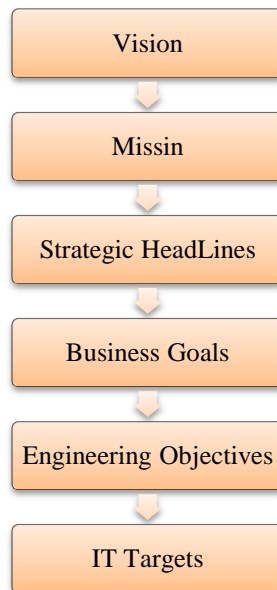 Vision
Missin
Strategic HeadLines
Business Goals
Engineering Objectives
IT Targets